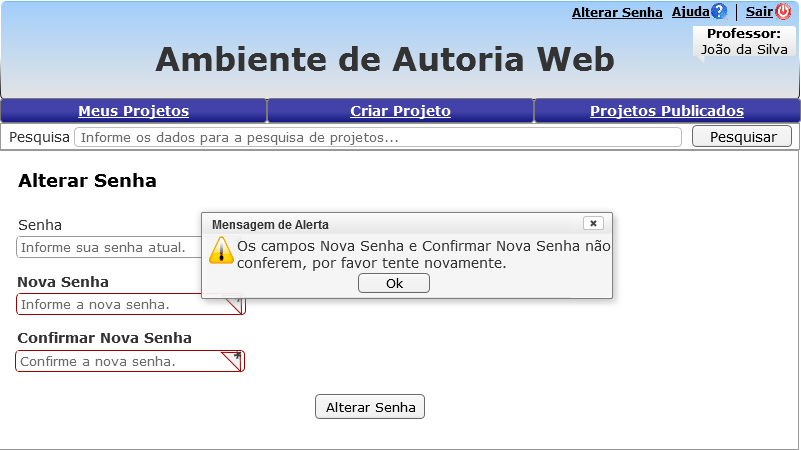 Alterar Senha Ajuda Sair
Professor:
João da Silva
Ambiente de Autoria Web
Meus Projetos Criar Projeto Projetos Publicados
Pesquisa Informe os dados para a pesquisa de projetos... Pesquisar
Alterar Senha
Senha
Informe sua senha atual.
Mensagem de Alerta
Os campos Nova Senha e Confirmar Nova Senha não
conferem, por favor tente novamente.
Ok
Nova Senha
Informe a nova senha.
Confirmar Nova Senha
Confirme a nova senha.
Alterar Senha